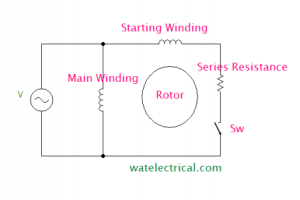 Starting Winding
Main Winding
Series Resistance
V
Rotor
Sw
watelectrical.com